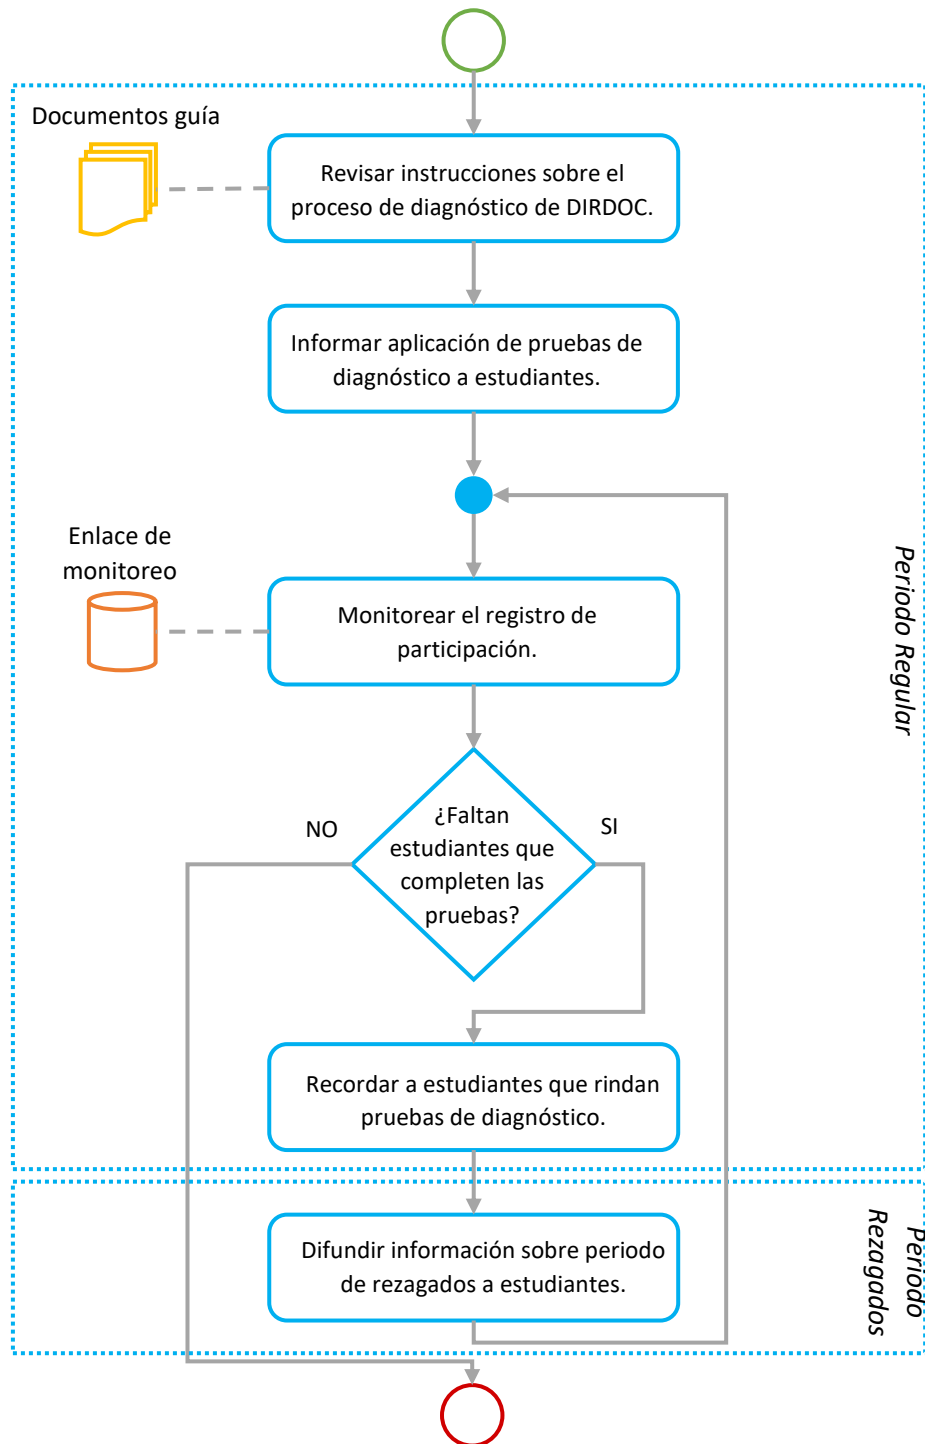 Documentos guía
Revisar instrucciones sobre el
proceso de diagnóstico de DIRDOC.
Informar aplicación de pruebas de
diagnóstico a estudiantes.
Enlace de
monitoreo
Monitorear el registro de
participación.
Periodo Regular
NO
¿Faltan
estudiantes que
completen las
pruebas?
SI
Recordar a estudiantes que rindan
pruebas de diagnóstico.
Difundir información sobre periodo
de rezagados a estudiantes.
Periodo
Rezagados